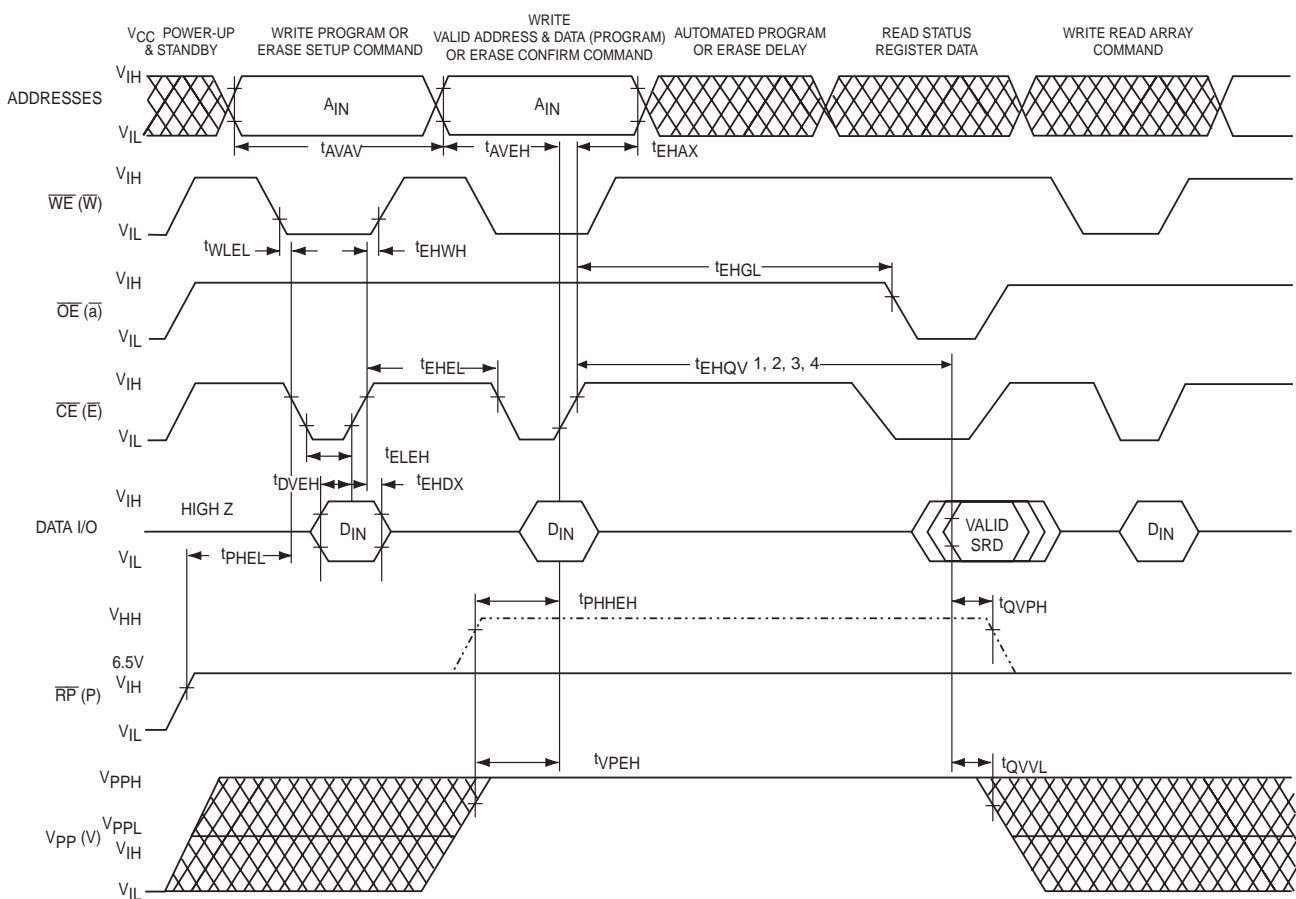 VCC POWER-UP
& STANDBY
WRITE PROGRAM OR
ERASE SETUP COMMAND
WRITE
VALID ADDRESS & DATA (PROGRAM)
OR ERASE CONFIRM COMMAND
AUTOMATED PROGRAM
OR ERASE DELAY
READ STATUS
REGISTER DATA
WRITE READ ARRAY
COMMAND
VIH
ADDRESSES
AIN
AIN
VIL
tAVAV
tAVEH
tEHAX
VIH
WE (W)
VIL
tWLEL
tEHWH
VIH
tEHGL
OE (a)
VIL
tEHEL
tEHQV 1, 2, 3, 4
VIH
CE (E)
VIL
tELEH
tDVEH
tEHDX
VIH
HIGH Z
DATA I/O
DIN
DIN
VALID
SRD
DIN
VIL
tPHEL
tPHHEH
tQVPH
VHH
6.5V
VIH
RP (P)
VIL
tVPEH
tQVVL
VPPH
VPPL
VPP (V)
VIH
VIL